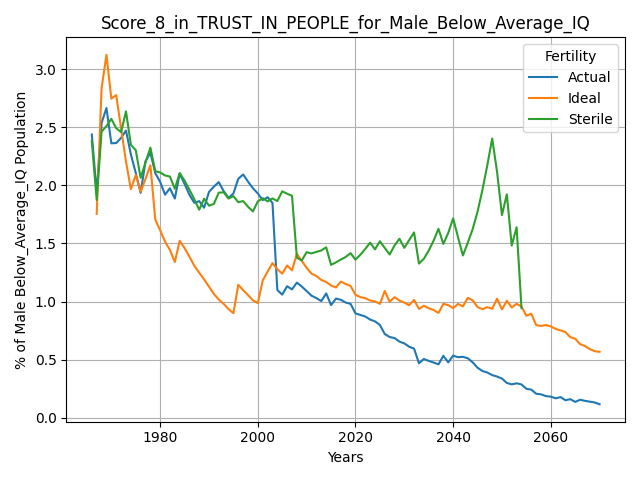 Score_8_in_TRUST_IN_PEOPLE_for_Male_Below_Average_IQ
% of Male Below_Average_IQ Population
3.0
2.5
2.0
1.5
1.0
0.5
0.0
Fertility
Actual
Ideal
Sterile
1980
2000
2020
2040
2060
Years